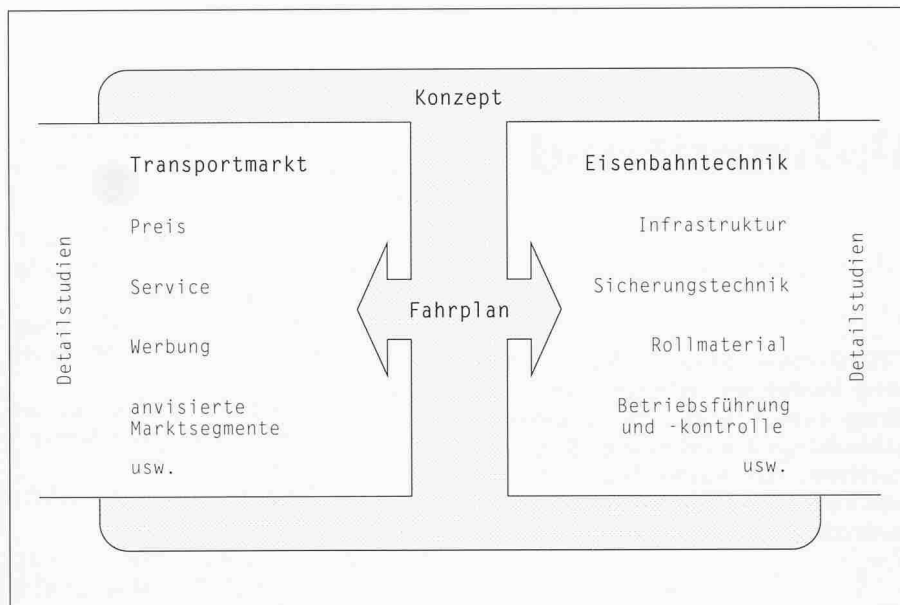 Konzept
Detailstudien
Transportmarkt
Preis
Service
Werbung
anvisierte
Marktsegmente
usw.
Fahrplan
Eisenbahntechnik
Infrastruktur
Sicherungstechnik
Rollmaterial
Betriebsführung
und -kontrolle
usw.
Detailstudien